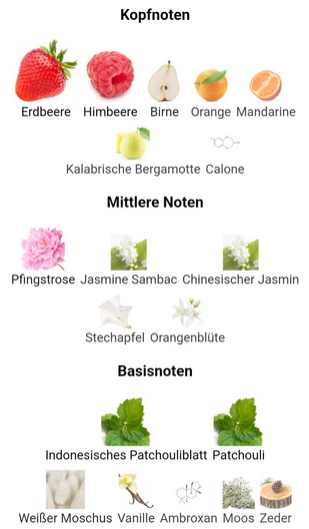 Kopfnoten
Erdbeere Himbeere Birne Orange Mandarine
Kalabrische Bergamotte Calone
Mittlere Noten
Pfingstrose Jasmine Sambac Chinesischer Jasmin
Stechapfel Orangenblüte
Basisnoten
Indonesisches Patchouliblatt Patchouli
Weißer Moschus Vanille Ambroxan Moos Zeder